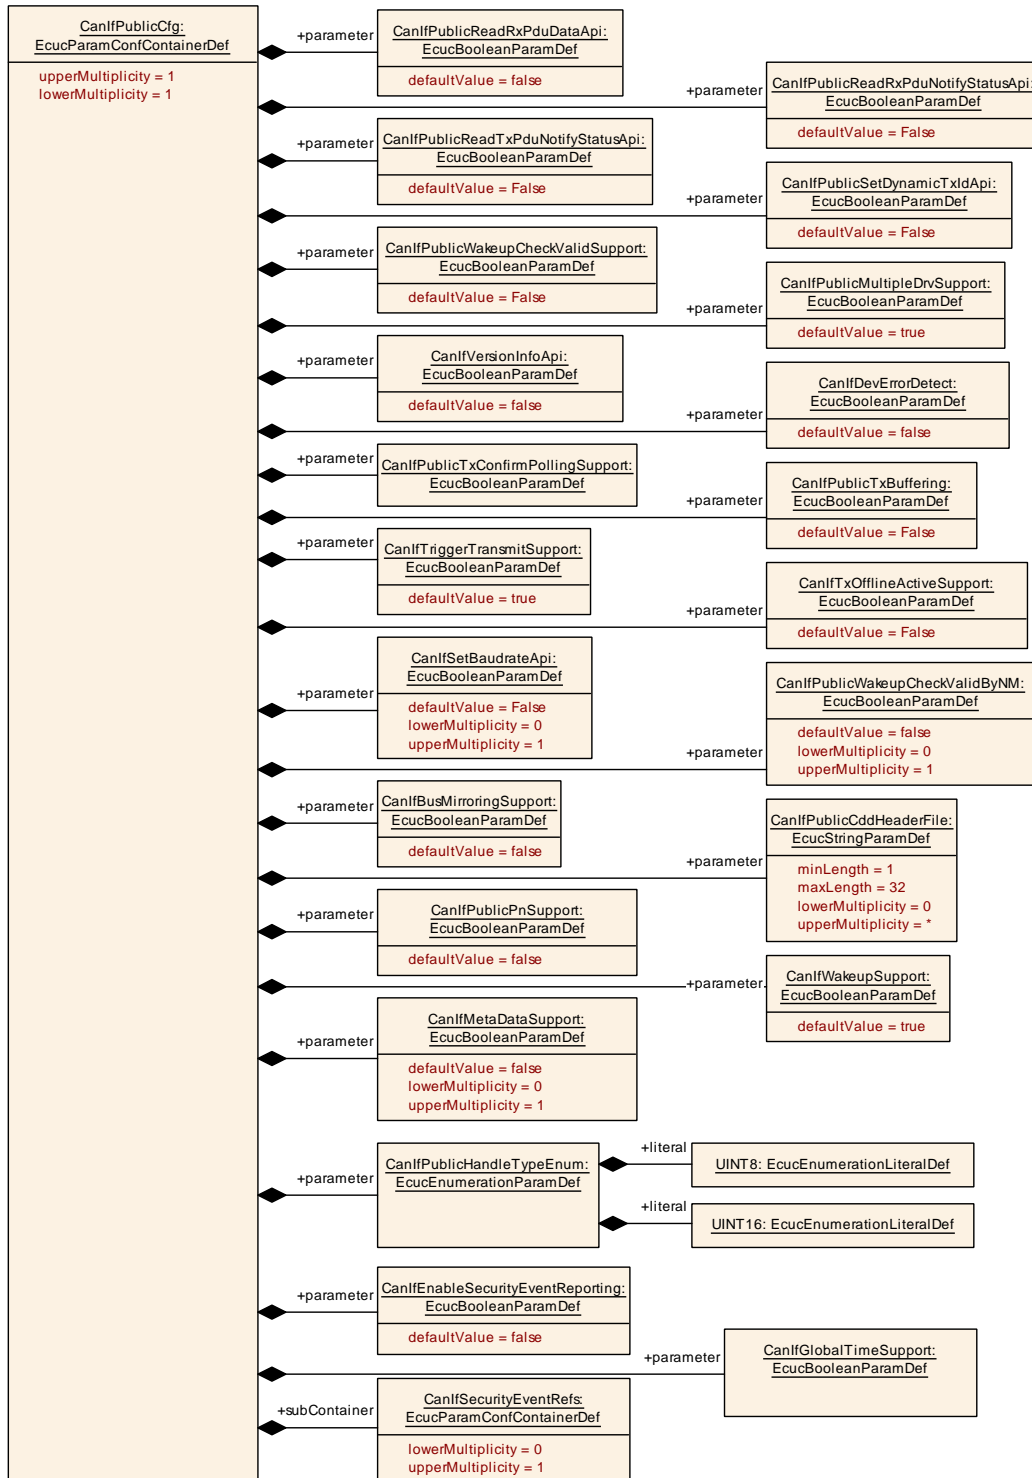 CanIfPublicCfg:
EcucParamConfContainerDef
upperMultiplicity = 1
lowerMultiplicity = 1
+parameter
CanIfPublicReadRxPduDataApi:
EcucBooleanParamDef
defaultValue = false
+parameter
CanIfPublicReadRxPduNotifyStatusApi:
EcucBooleanParamDef
defaultValue = False
+parameter
CanIfPublicReadTxPduNotifyStatusApi:
EcucBooleanParamDef
defaultValue = False
+parameter
CanIfPublicSetDynamicTxIdApi:
EcucBooleanParamDef
defaultValue = False
+parameter
CanIfPublicWakeupCheckValidSupport:
EcucBooleanParamDef
defaultValue = False
+parameter
CanIfPublicMultipleDrvSupport:
EcucBooleanParamDef
defaultValue = true
+parameter
CanIfVersionInfoApi:
EcucBooleanParamDef
defaultValue = false
+parameter
CanIfDevErrorDetect:
EcucBooleanParamDef
defaultValue = false
+parameter
CanIfPublicTxConfirmPollingSupport:
EcucBooleanParamDef
+parameter
CanIfPublicTxBuffering:
EcucBooleanParamDef
defaultValue = False
+parameter
CanIfTriggerTransmitSupport:
EcucBooleanParamDef
defaultValue = true
+parameter
CanIfTxOfflineActiveSupport:
EcucBooleanParamDef
defaultValue = False
+parameter
CanIfSetBaudrateApi:
EcucBooleanParamDef
defaultValue = False
lowerMultiplicity = 0
upperMultiplicity = 1
+parameter
CanIfPublicWakeupCheckValidByNM:
EcucBooleanParamDef
defaultValue = false
lowerMultiplicity = 0
upperMultiplicity = 1
+parameter
CanIfBusMirroringSupport:
EcucBooleanParamDef
defaultValue = false
+parameter
CanIfPublicCddHeaderFile:
EcucStringParamDef
minLength = 1
maxLength = 32
lowerMultiplicity = 0
upperMultiplicity = *
+parameter
CanIfPublicPnSupport:
EcucBooleanParamDef
defaultValue = false
+parameter
CanIfWakeupSupport:
EcucBooleanParamDef
defaultValue = true
+parameter
CanIfMetaDataSupport:
EcucBooleanParamDef
defaultValue = false
lowerMultiplicity = 0
upperMultiplicity = 1
+parameter
CanIfPublicHandleTypeEnum:
EcucEnumerationParamDef
+literal
UINT8: EcucEnumerationLiteralDef
+literal
UINT16: EcucEnumerationLiteralDef
+parameter
CanIfEnableSecurityEventReporting:
EcucBooleanParamDef
defaultValue = false
+parameter
CanIfGlobalTimeSupport:
EcucBooleanParamDef
+subContainer
CanIfSecurityEventRefs:
EcucParamConfContainerDef
lowerMultiplicity = 0
upperMultiplicity = 1